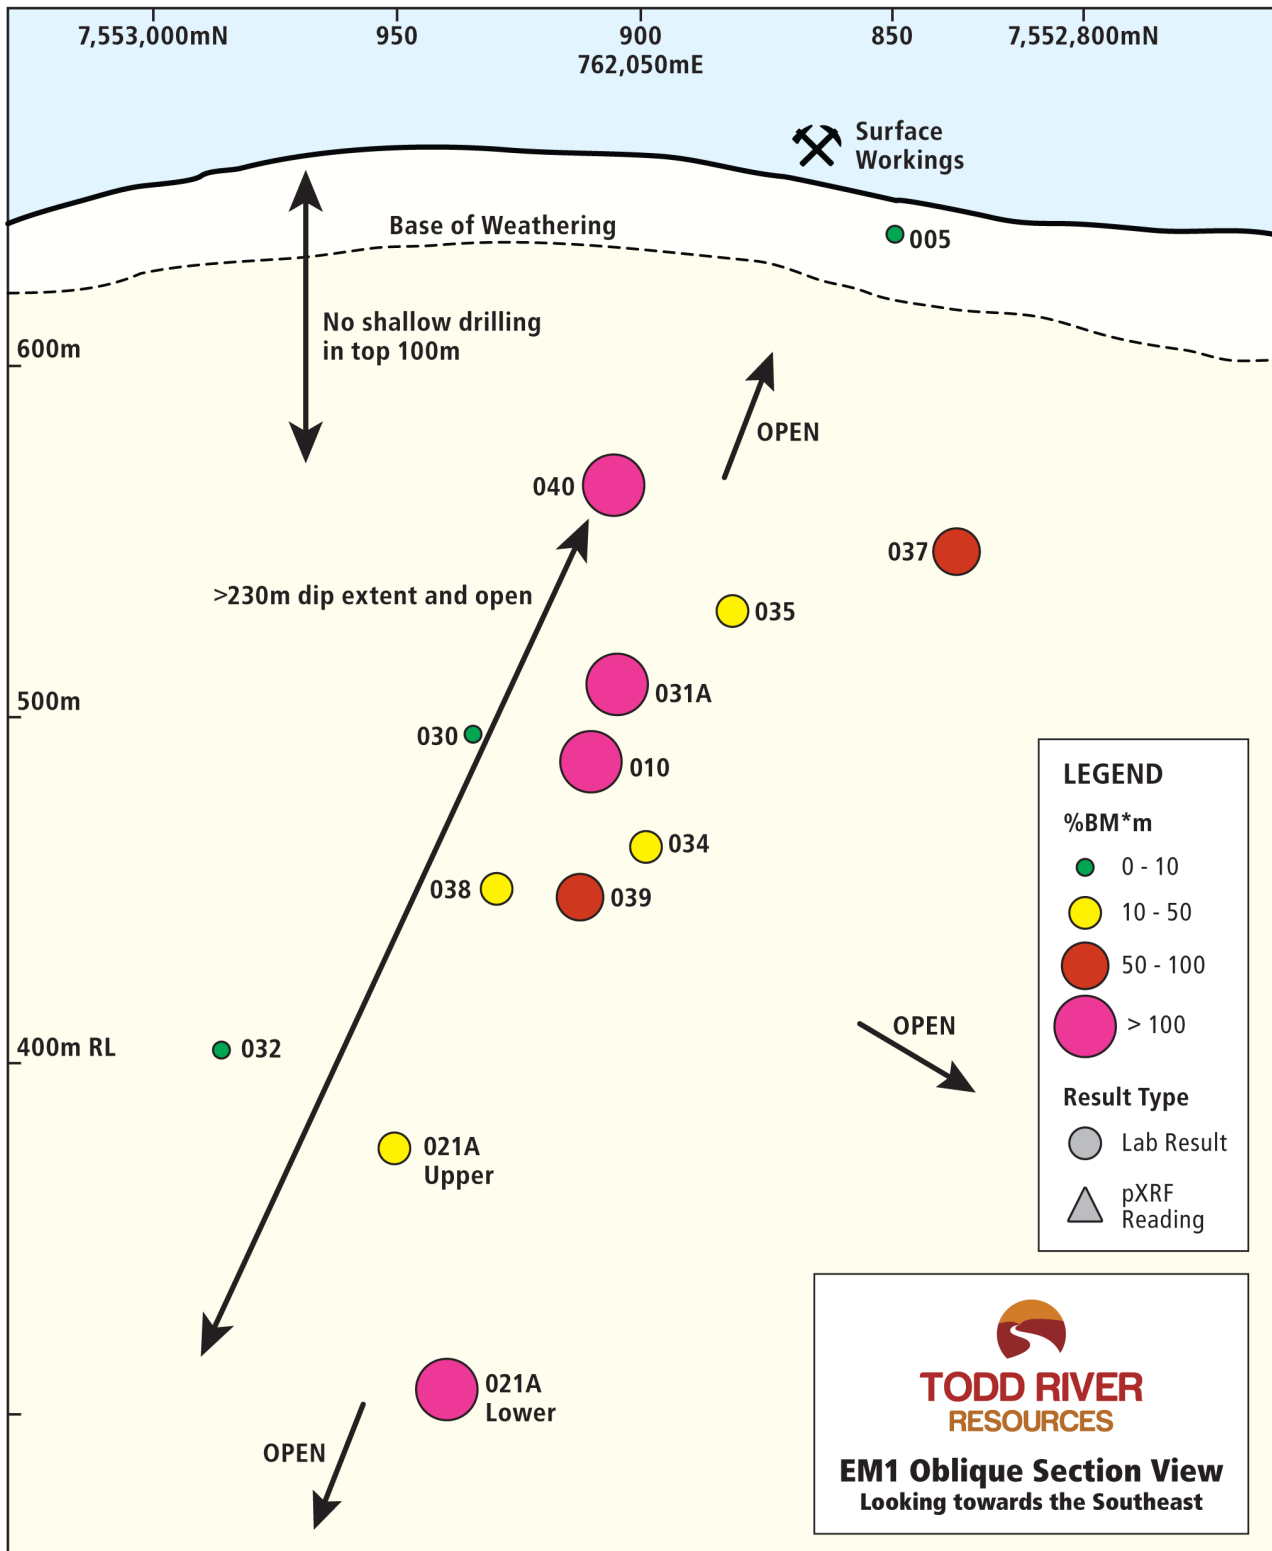 7,553,000mN
950
900
850
7,552,800mN
762,050mE
Surface
Workings
Base of Weathering
005
No shallow drilling
in top 100m
600m
OPEN
040
037
>230m dip extent and open
035
031A
500m
030
010
034
038
039
OPEN
400m RL
032
021A
Upper
021A
Lower
OPEN
LEGEND
%BM*m
0 - 10
10 - 50
50 - 100
> 100
Result Type
Lab Result
pXRF
Reading
TODD RIVER
RESOURCES
EM1 Oblique Section View
Looking towards the Southeast